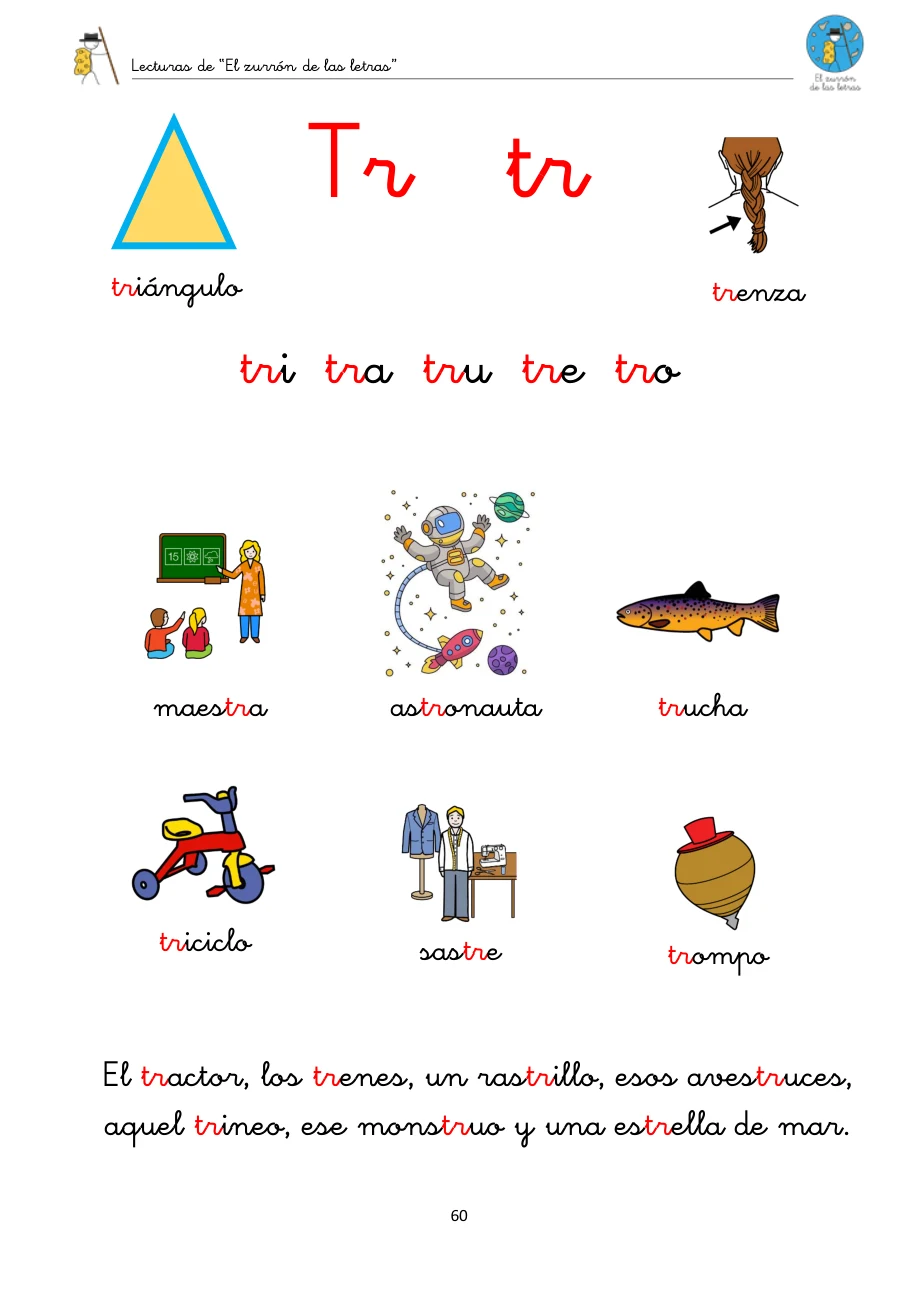 Lecturas de "El zurrón de las letras"
El zurrón
de las letras
Tr tr
triángulo
trenza
tri tra tru tre tro
15
maestra
astronauta
trucha
triciclo
sastre
trompo
El tractor, los trenes, un rastrillo, esos avestruces,
aquel trineo, ese monstruo y una estrella de mar.
60